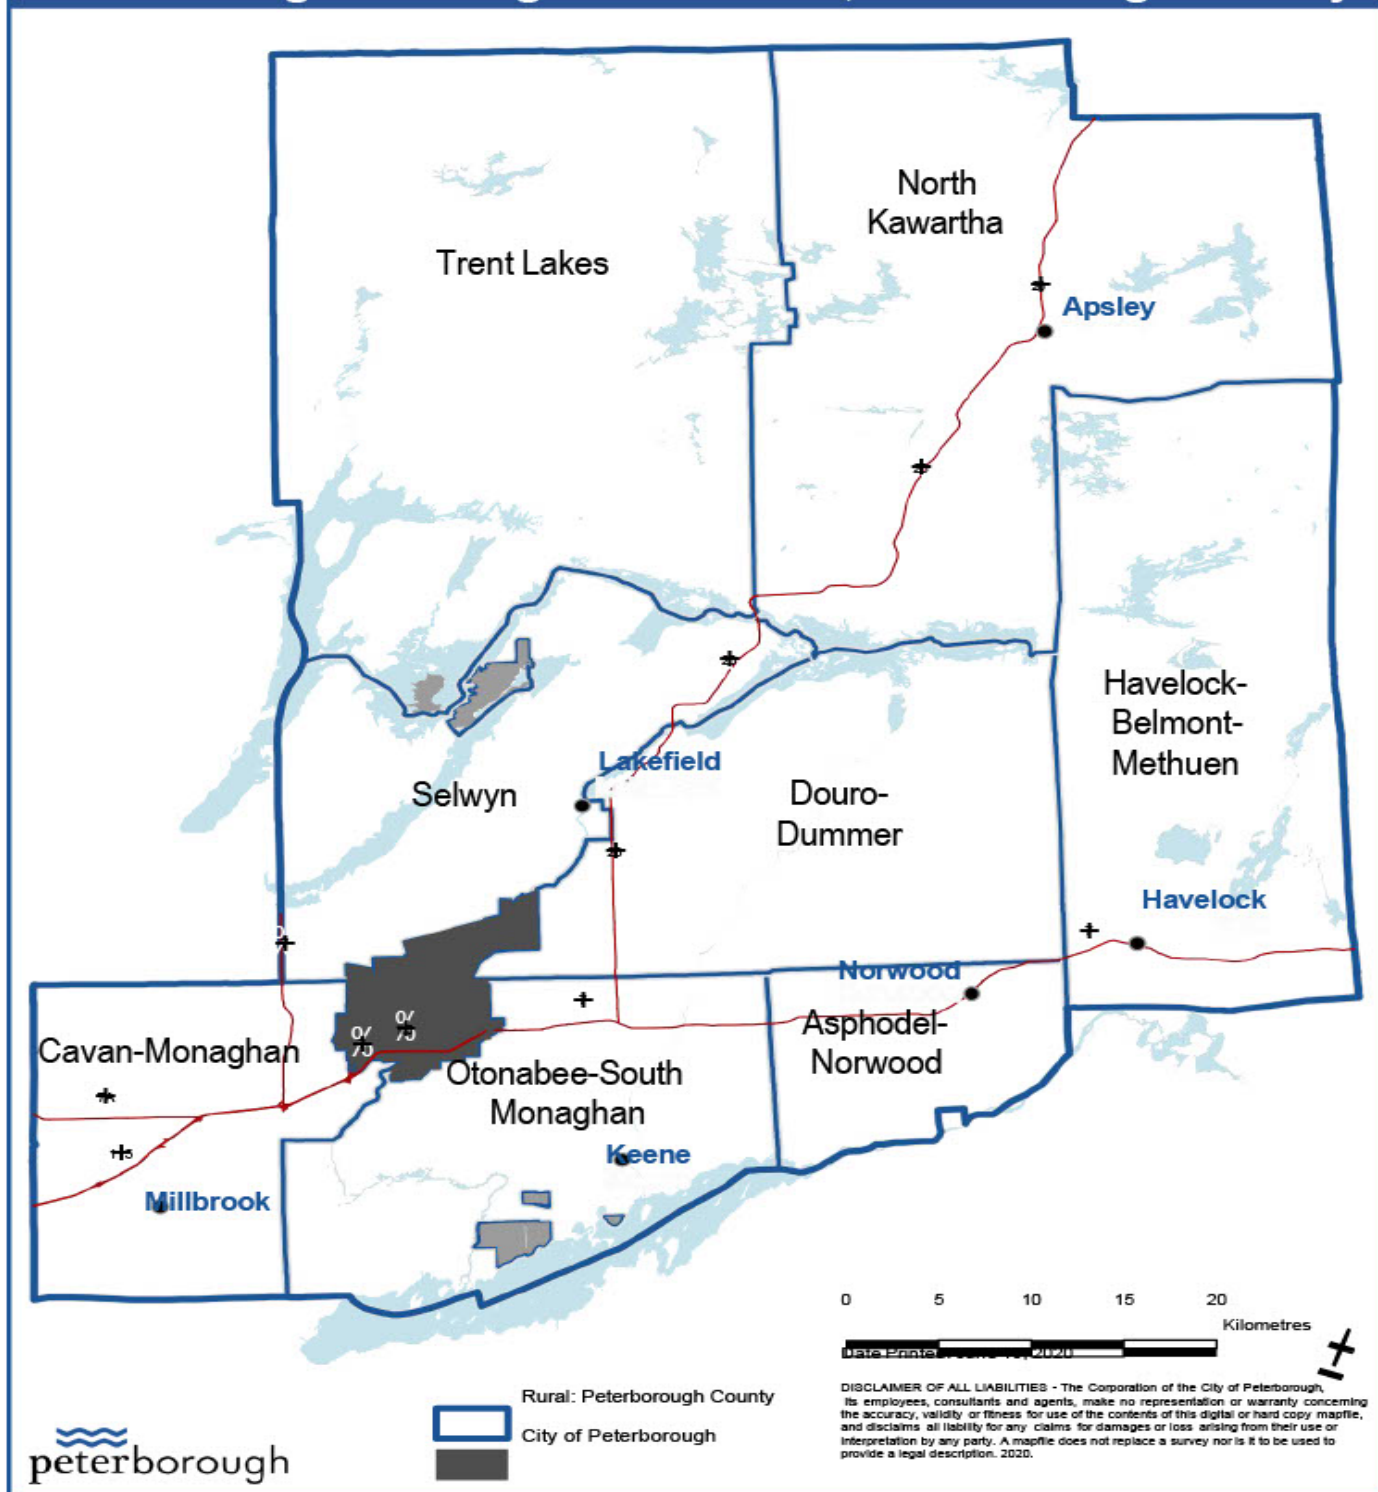 North
Kawartha
Trent Lakes
Apsley
Havelock-
Belmont-
Methuen
Lakefield
Selwyn
Douro-
Dummer
Havelock
Norwood
Asphodel-
Norwood
Cavan-Monaghan
Otonabee-South
Monaghan
Keene
Millbrook
0 5 10 15 20
Kilometres
Date Printed: June 2020
DISCLAIMER OF ALL LIABILITIES - The Corporation of the City of Peterborough,
its employees, consultants and agents, make no representation or warranty concerning
the accuracy, validity or fitness for use of the contents of this digital or hard copy mapfile,
and disclaims all liability for any claims for damages or loss arising from their use or
interpretation by any party. A mapfile does not replace a survey nor is it to be used to
provide a legal description. 2020.
Rural: Peterborough County
City of Peterborough
peterborough